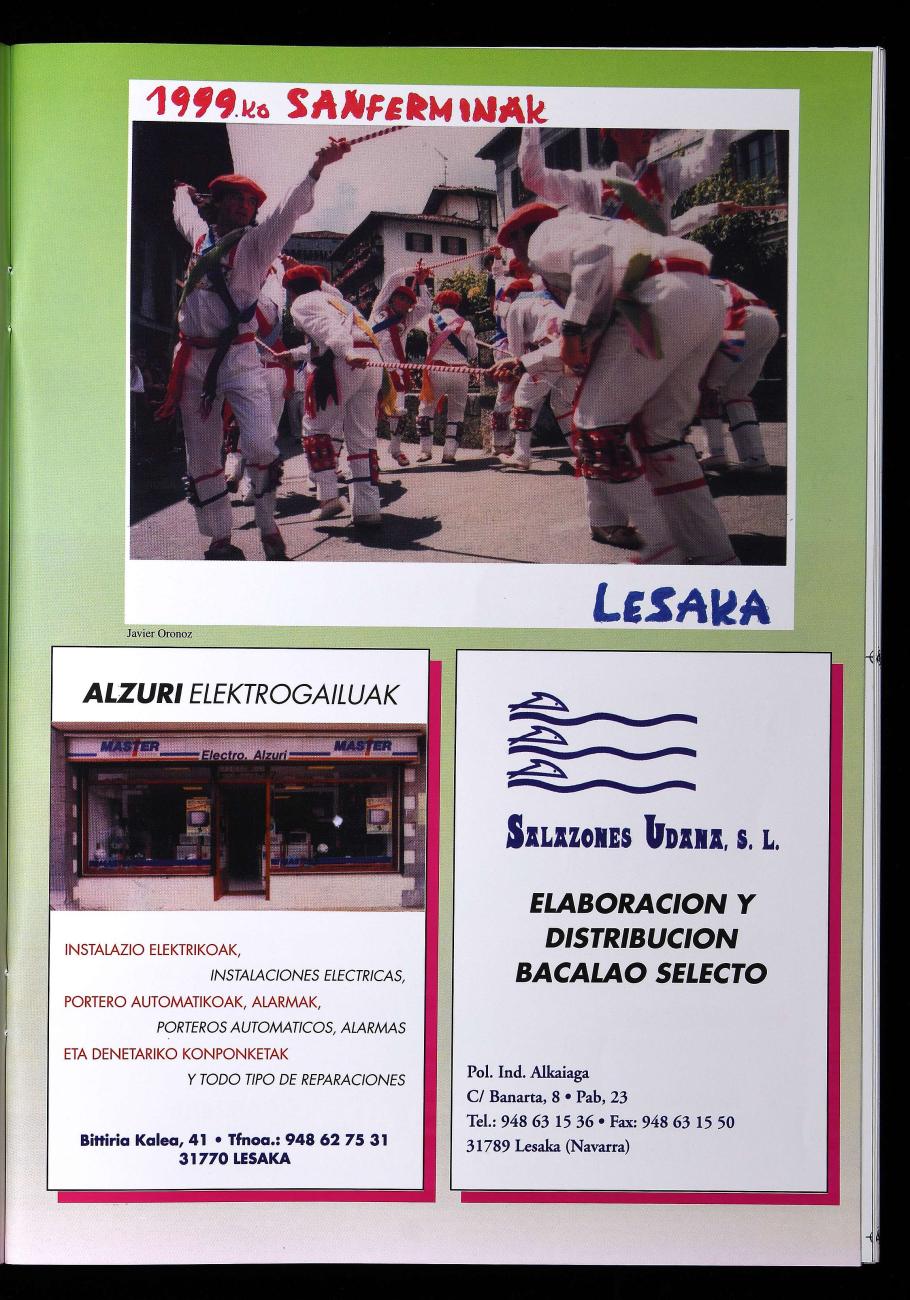 1999.ko SANFERMINAK
LESAKA
Javier Oronoz
ALZURI ELEKTROGAILUAK
MASTER Electro. Alzuri MASTER
INSTALAZIO ELEKTRIKOAK,
INSTALACIONES ELECTRICAS,
PORTERO AUTOMATIKOAK, ALARMAK,
PORTEROS AUTOMATICOS, ALARMAS
ETA DENETARIKO KONPONKETAK
Y TODO TIPO DE REPARACIONES
Bittiria Kalea, 41 • Tfnoa.: 948 62 75 31
31770 LESAKA
SALAZONES UDANA, S. L.
ELABORACION Y
DISTRIBUCION
BACALAO SELECTO
Pol. Ind. Alkaiaga
C/ Banarta, 8 • Pab, 23
Tel.: 948 63 15 36 • Fax: 948 63 15 50
31789 Lesaka (Navarra)